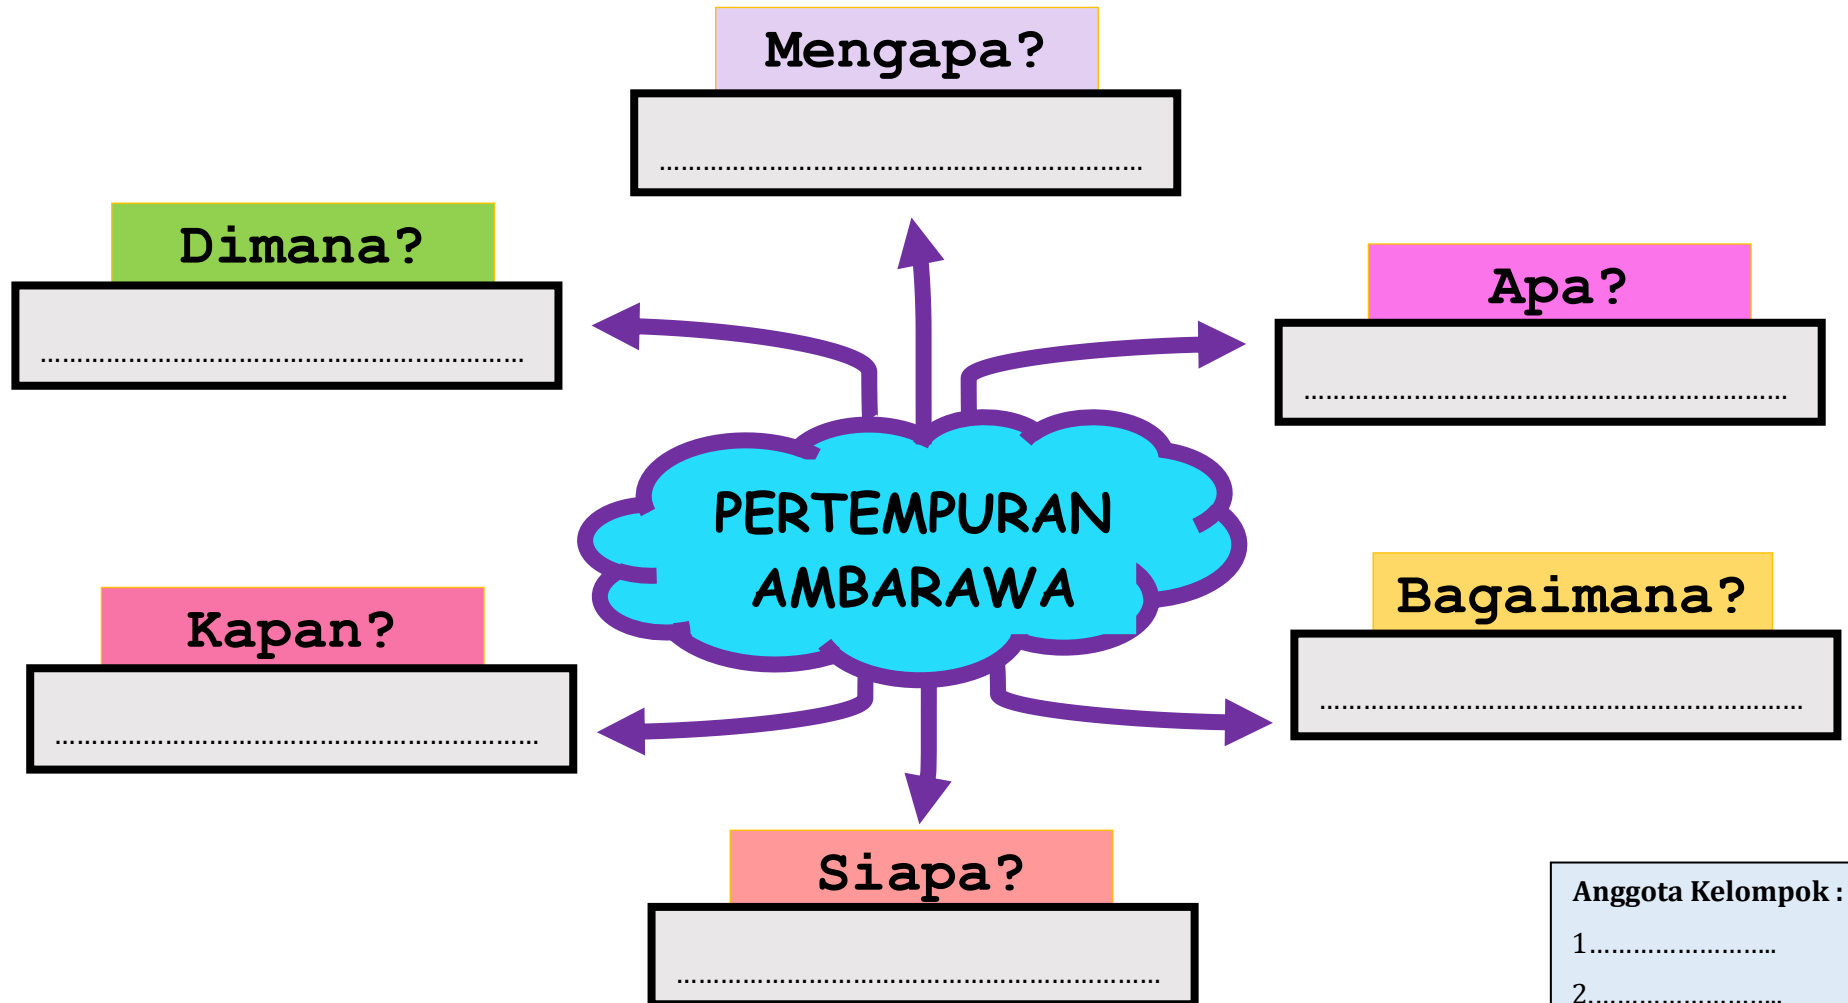 Mengapa?
…………………………………………………………
Dimana?
…………………………………………………………
Apa?
…………………………………………………………
PERTEMPURAN
AMBARAWA
Kapan?
…………………………………………………………
Bagaimana?
…………………………………………………………
Siapa?
…………………………………………………………
Anggota Kelompok :
1……………………..
2……………………..